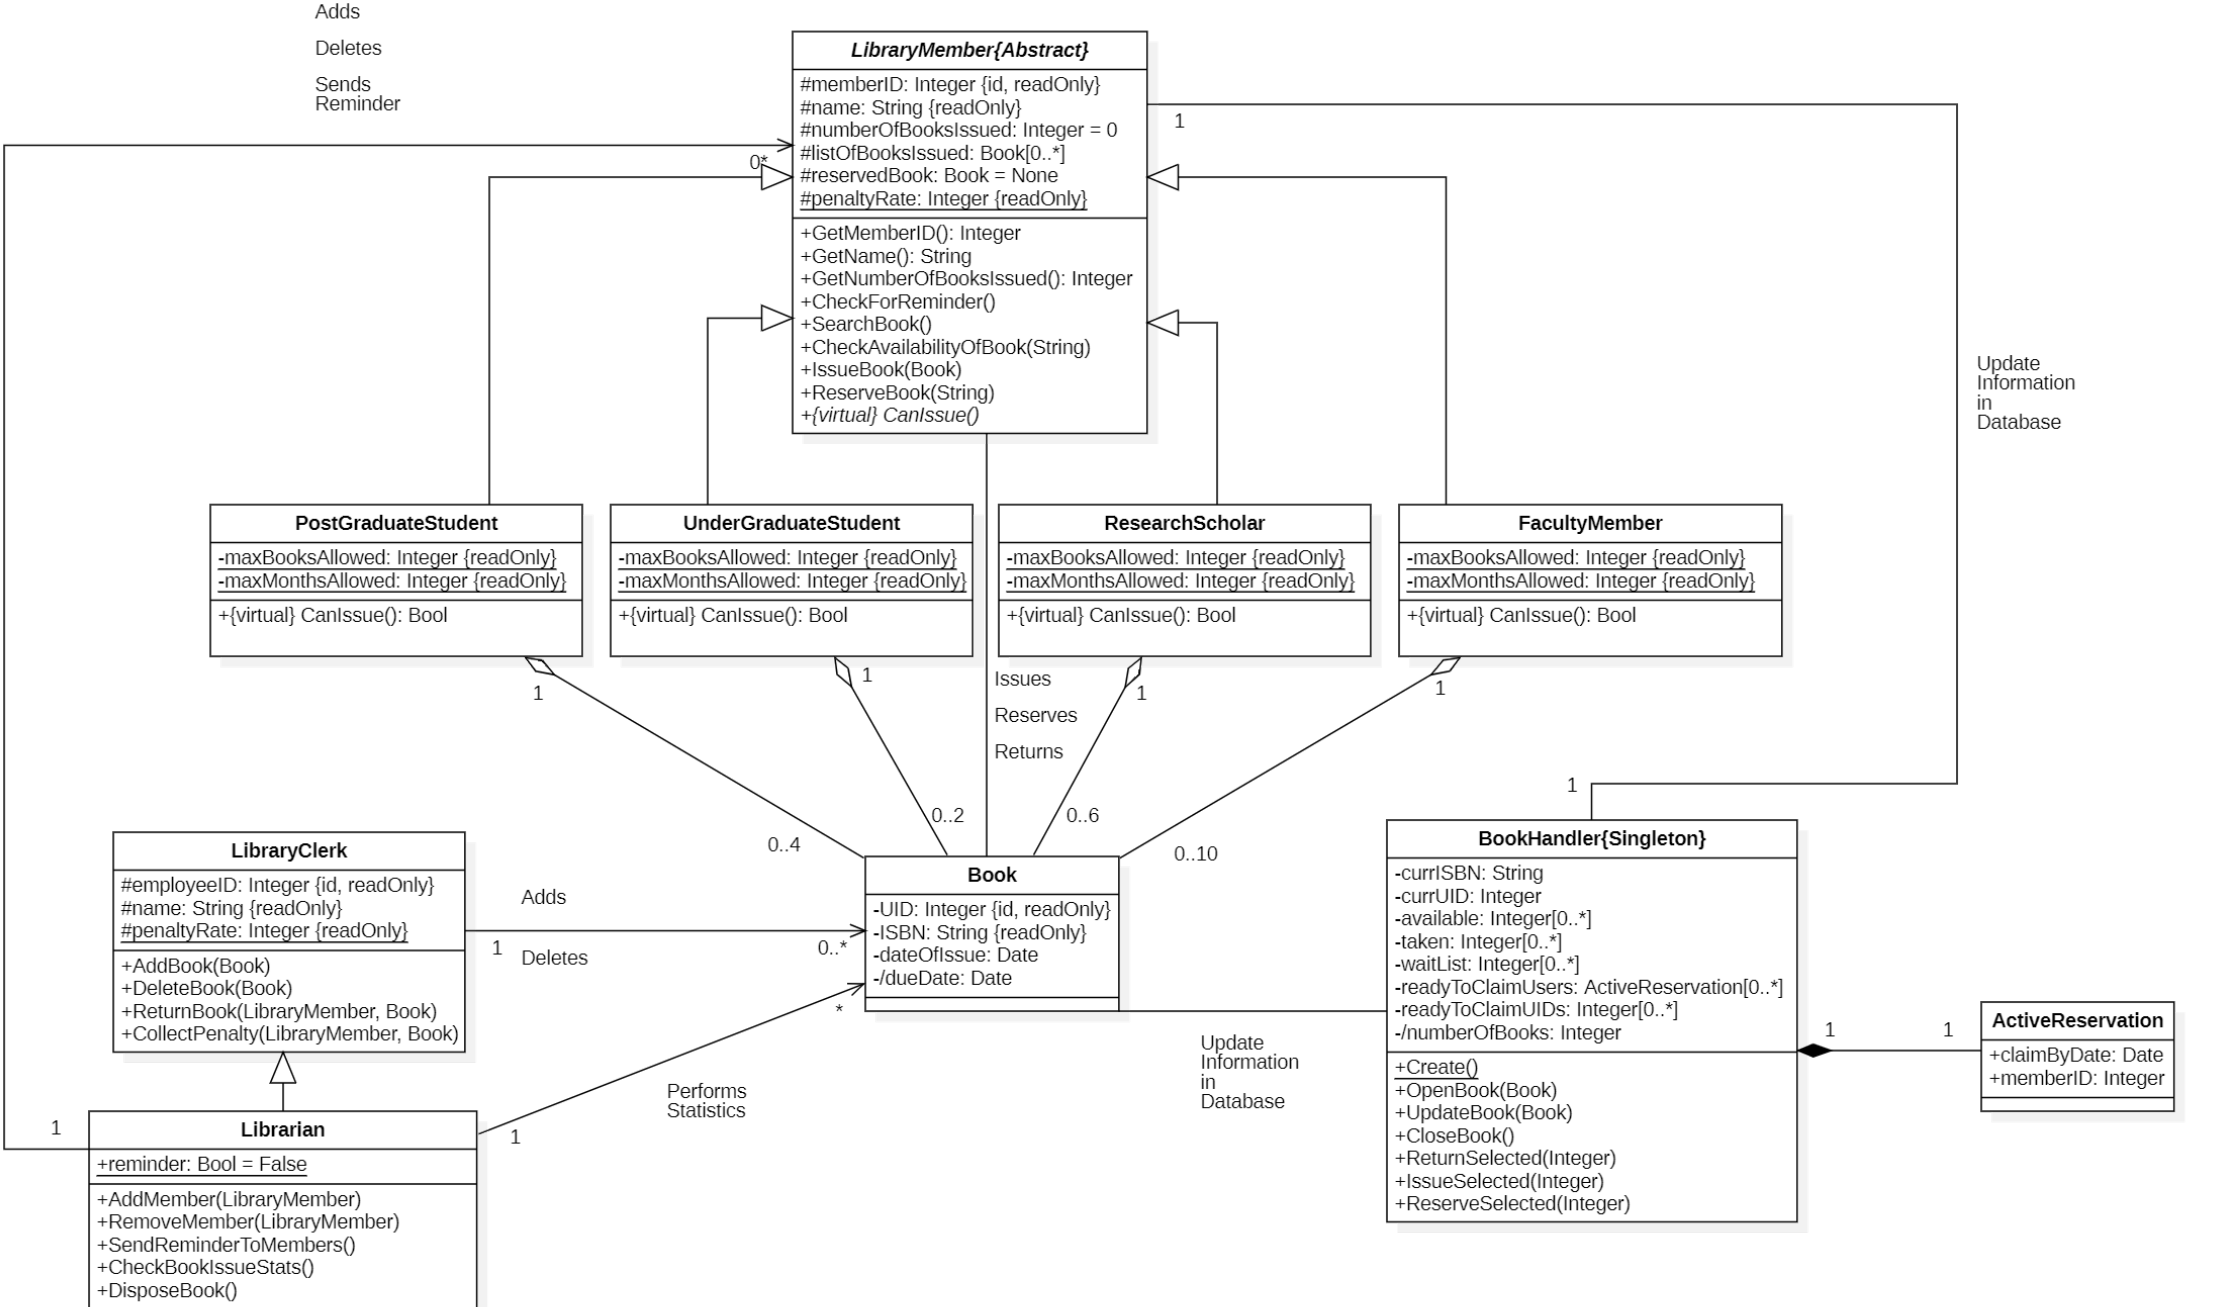 Adds
Deletes
Sends
Reminder
LibraryMember{Abstract}
#memberID: Integer {id, readOnly}
#name: String {readOnly}
#numberOfBooksIssued: Integer = 0
#listOfBooksIssued: Book[0..*]
#reservedBook: Book = None
#penaltyRate: Integer {readOnly}
+GetMemberID(): Integer
+GetName(): String
+GetNumberOfBooksIssued(): Integer
+CheckForReminder()
+SearchBook()
+CheckAvailabilityOfBook(String)
+IssueBook(Book)
+ReserveBook(String)
+{virtual} CanIssue()
0*
1
Update
Information
in
Database
PostGraduateStudent
-maxBooksAllowed: Integer {readOnly}
-maxMonthsAllowed: Integer {readOnly}
+{virtual} CanIssue(): Bool
UnderGraduateStudent
-maxBooksAllowed: Integer {readOnly}
-maxMonthsAllowed: Integer {readOnly}
+{virtual} CanIssue(): Bool
ResearchScholar
-maxBooksAllowed: Integer {readOnly}
-maxMonthsAllowed: Integer {readOnly}
+{virtual} CanIssue(): Bool
FacultyMember
-maxBooksAllowed: Integer {readOnly}
-maxMonthsAllowed: Integer {readOnly}
+{virtual} CanIssue(): Bool
1
1
Issues
Reserves
Returns
1
1
0..4
0..2
0..6
0..10
1
LibraryClerk
#employeeID: Integer {id, readOnly}
#name: String {readOnly}
#penaltyRate: Integer {readOnly}
+AddBook(Book)
+DeleteBook(Book)
+ReturnBook(LibraryMember, Book)
+CollectPenalty(LibraryMember, Book)
Adds
1
Deletes
0..*
*
Book
-UID: Integer {id, readOnly}
-ISBN: String {readOnly}
-dateOfIssue: Date
-/dueDate: Date
Update
Information
in
Database
BookHandler{Singleton}
-currISBN: String
-currUID: Integer
-available: Integer[0..*]
-taken: Integer[0..*]
-waitList: Integer[0..*]
-readyToClaimUsers: ActiveReservation[0..*]
-readyToClaimUIDs: Integer[0..*]
-/numberOfBooks: Integer
+Create()
+OpenBook(Book)
+UpdateBook(Book)
+CloseBook()
+ReturnSelected(Integer)
+IssueSelected(Integer)
+ReserveSelected(Integer)
1
1
ActiveReservation
+claimByDate: Date
+memberID: Integer
Performs
Statistics
1
1
Librarian
+reminder: Bool = False
+AddMember(LibraryMember)
+RemoveMember(LibraryMember)
+SendReminderToMembers()
+CheckBookIssueStats()
+DisposeBook()